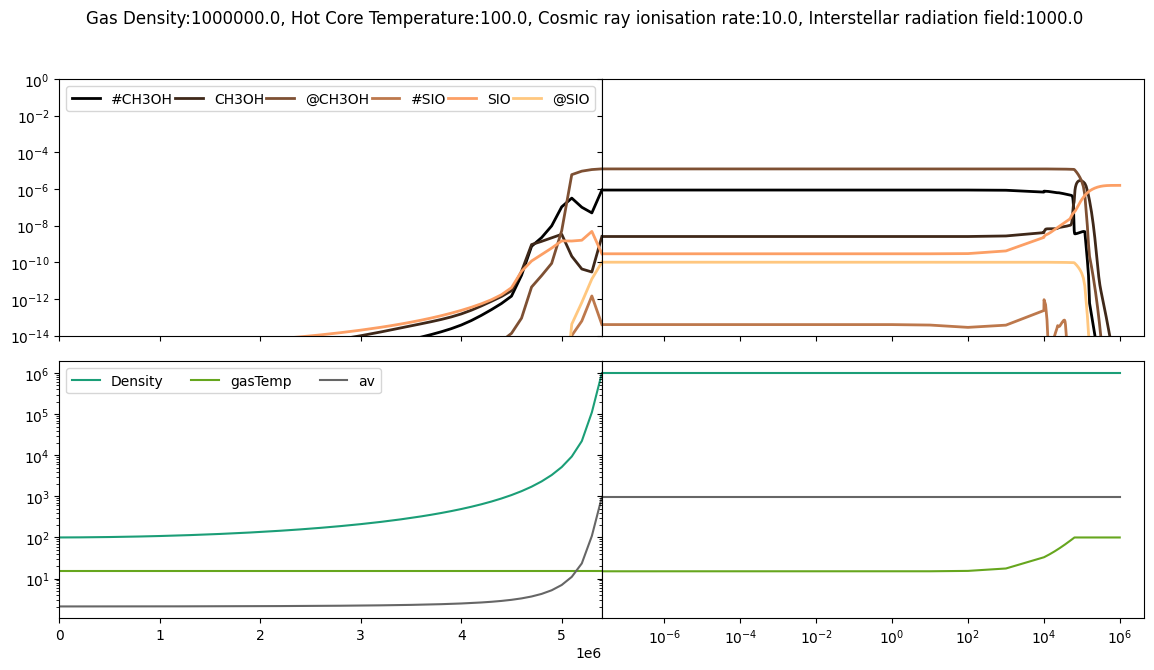 Gas Density:1000000.0, Hot Core Temperature:100.0, Cosmic ray ionisation rate:10.0, Interstellar radiation field:1000.0
#CH3OH CH3OH @CH3OH #SIO SIO @SIO
10^0
10^-2
10^-4
10^-6
10^-8
10^-10
10^-12
10^-14
Density gasTemp av
10^6
10^5
10^4
10^3
10^2
10^1
0 1 2 3 4 5 10^-6 10^-4 10^-2 10^0 10^2 10^4 10^6
1e6